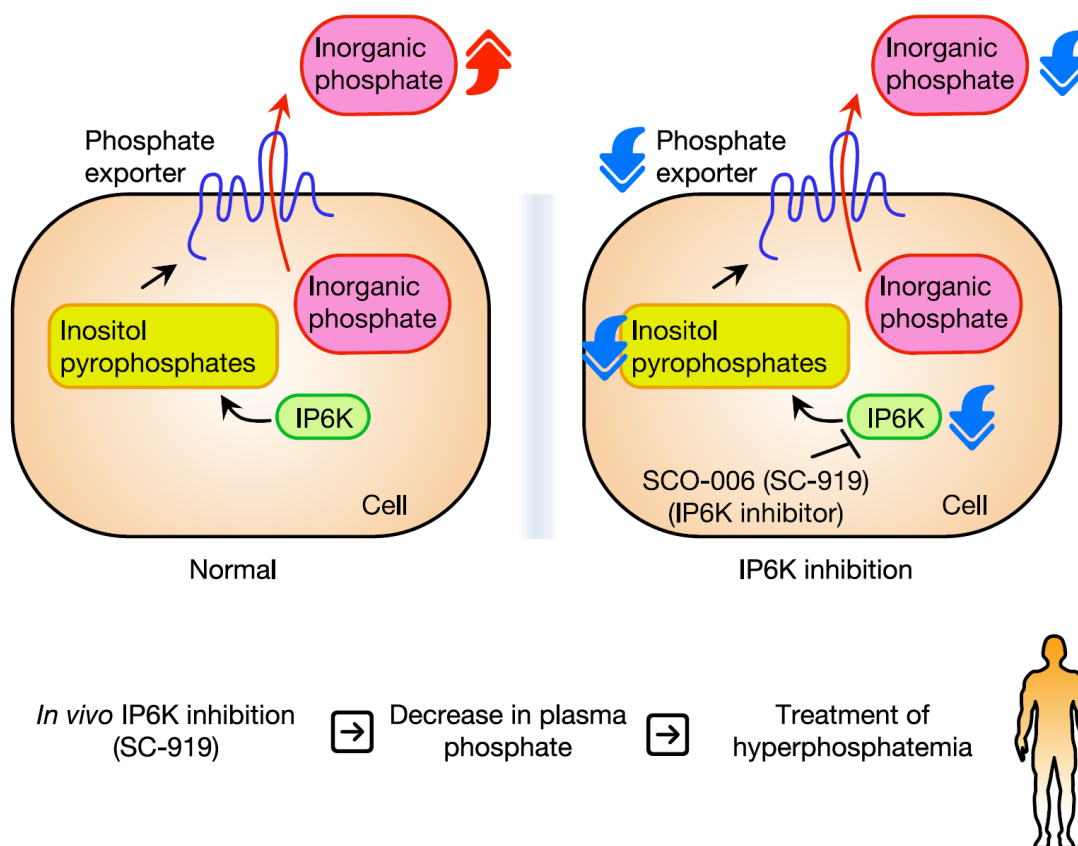 Inorganic
phosphate
Phosphate
exporter
Inorganic
phosphate
Inositol
pyrophosphates
IP6K
Cell
Normal
Inorganic
phosphate
Phosphate
exporter
Inorganic
phosphate
Inositol
pyrophosphates
IP6K
SCO-006 (SC-919)
(IP6K inhibitor)
Cell
IP6K inhibition
In vivo IP6K inhibition
(SC-919)
Decrease in plasma
phosphate
Treatment of
hyperphosphatemia